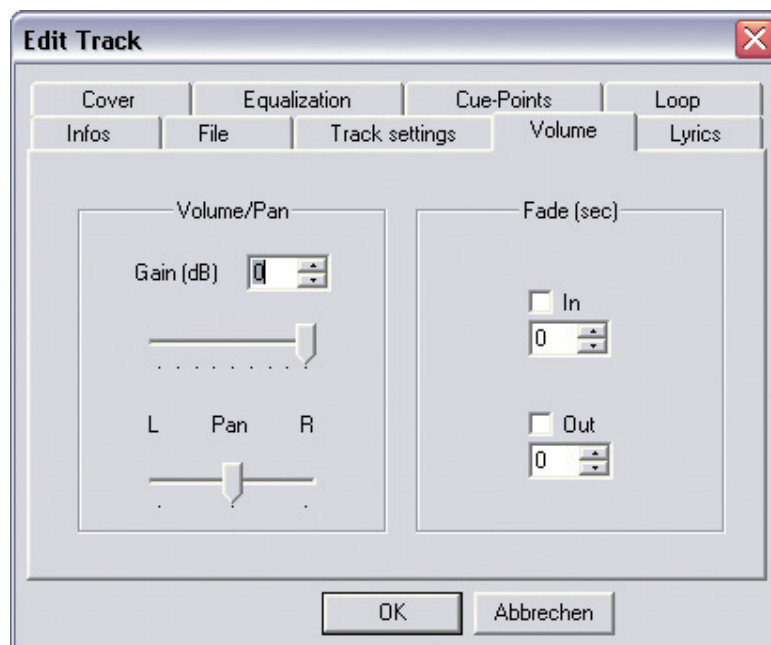 Edit Track
Cover Equalization Cue-Points Loop
Infos File Track settings Volume Lyrics
Volume/Pan Fade (sec)
Gain (dB) 0
In
0
L Pan R
Out
0
OK Abbrechen